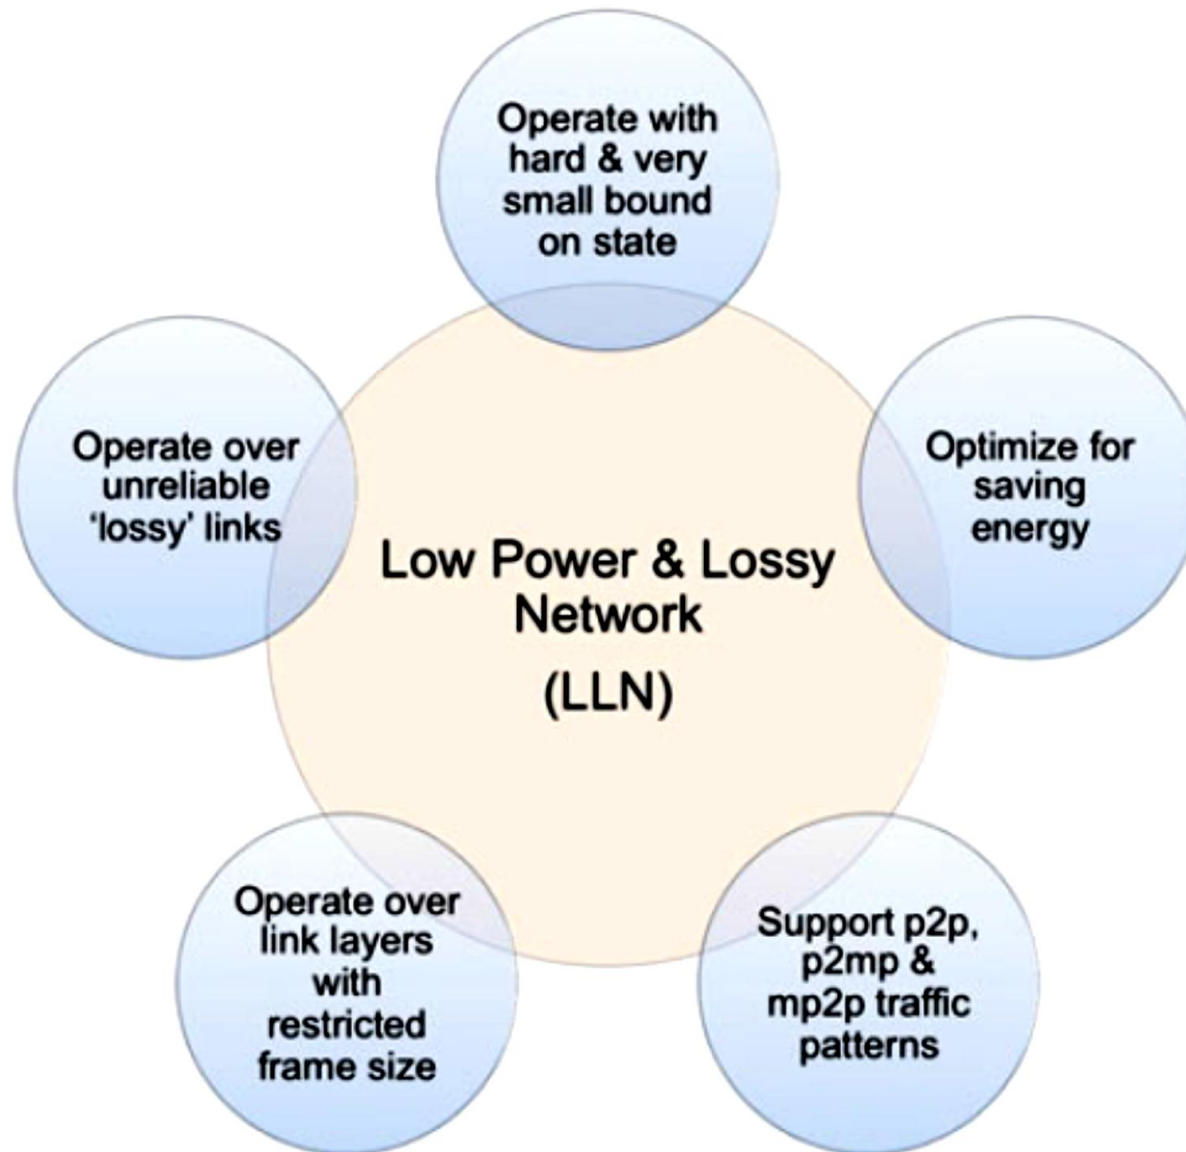 Operate with
hard & very
small bound
on state
Operate over
unreliable
‘lossy’ links
Optimize for
saving
energy
Low Power & Lossy
Network
(LLN)
Operate over
link layers
with
restricted
frame size
Support p2p,
p2mp &
mp2p traffic
patterns